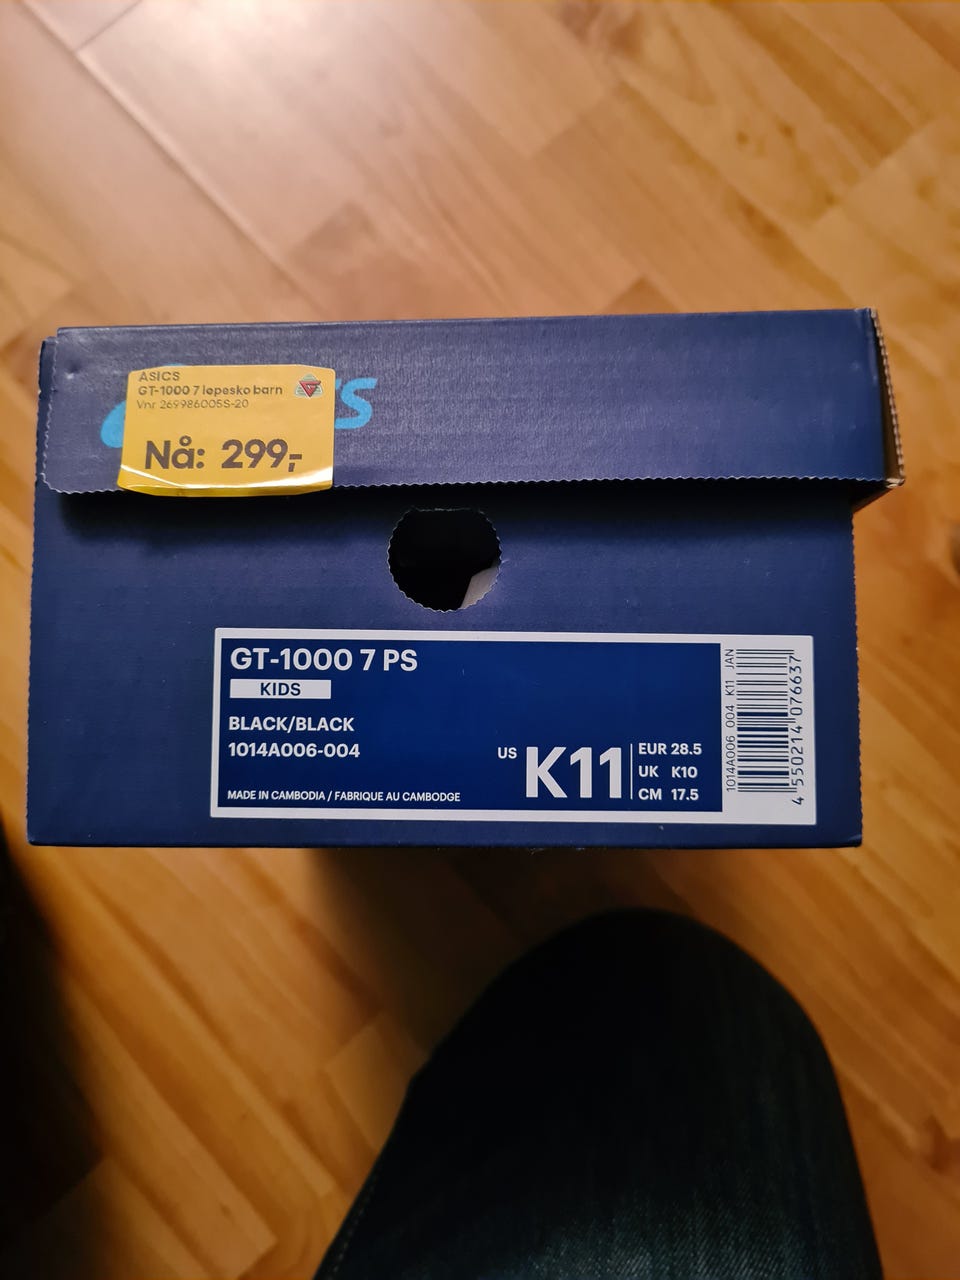 ASICS
GT-1000 7 løpesko barn
Vnr 269986005S-20
Nå: 299,-
S
GT-1000 7 PS
KIDS
BLACK/BLACK
1014A006-004
US K11
EUR 28.5
UK K10
CM 17.5
MADE IN CAMBODIA / FABRIQUE AU CAMBODGE
1014A006 004 K11 JAN
4 550214 076637